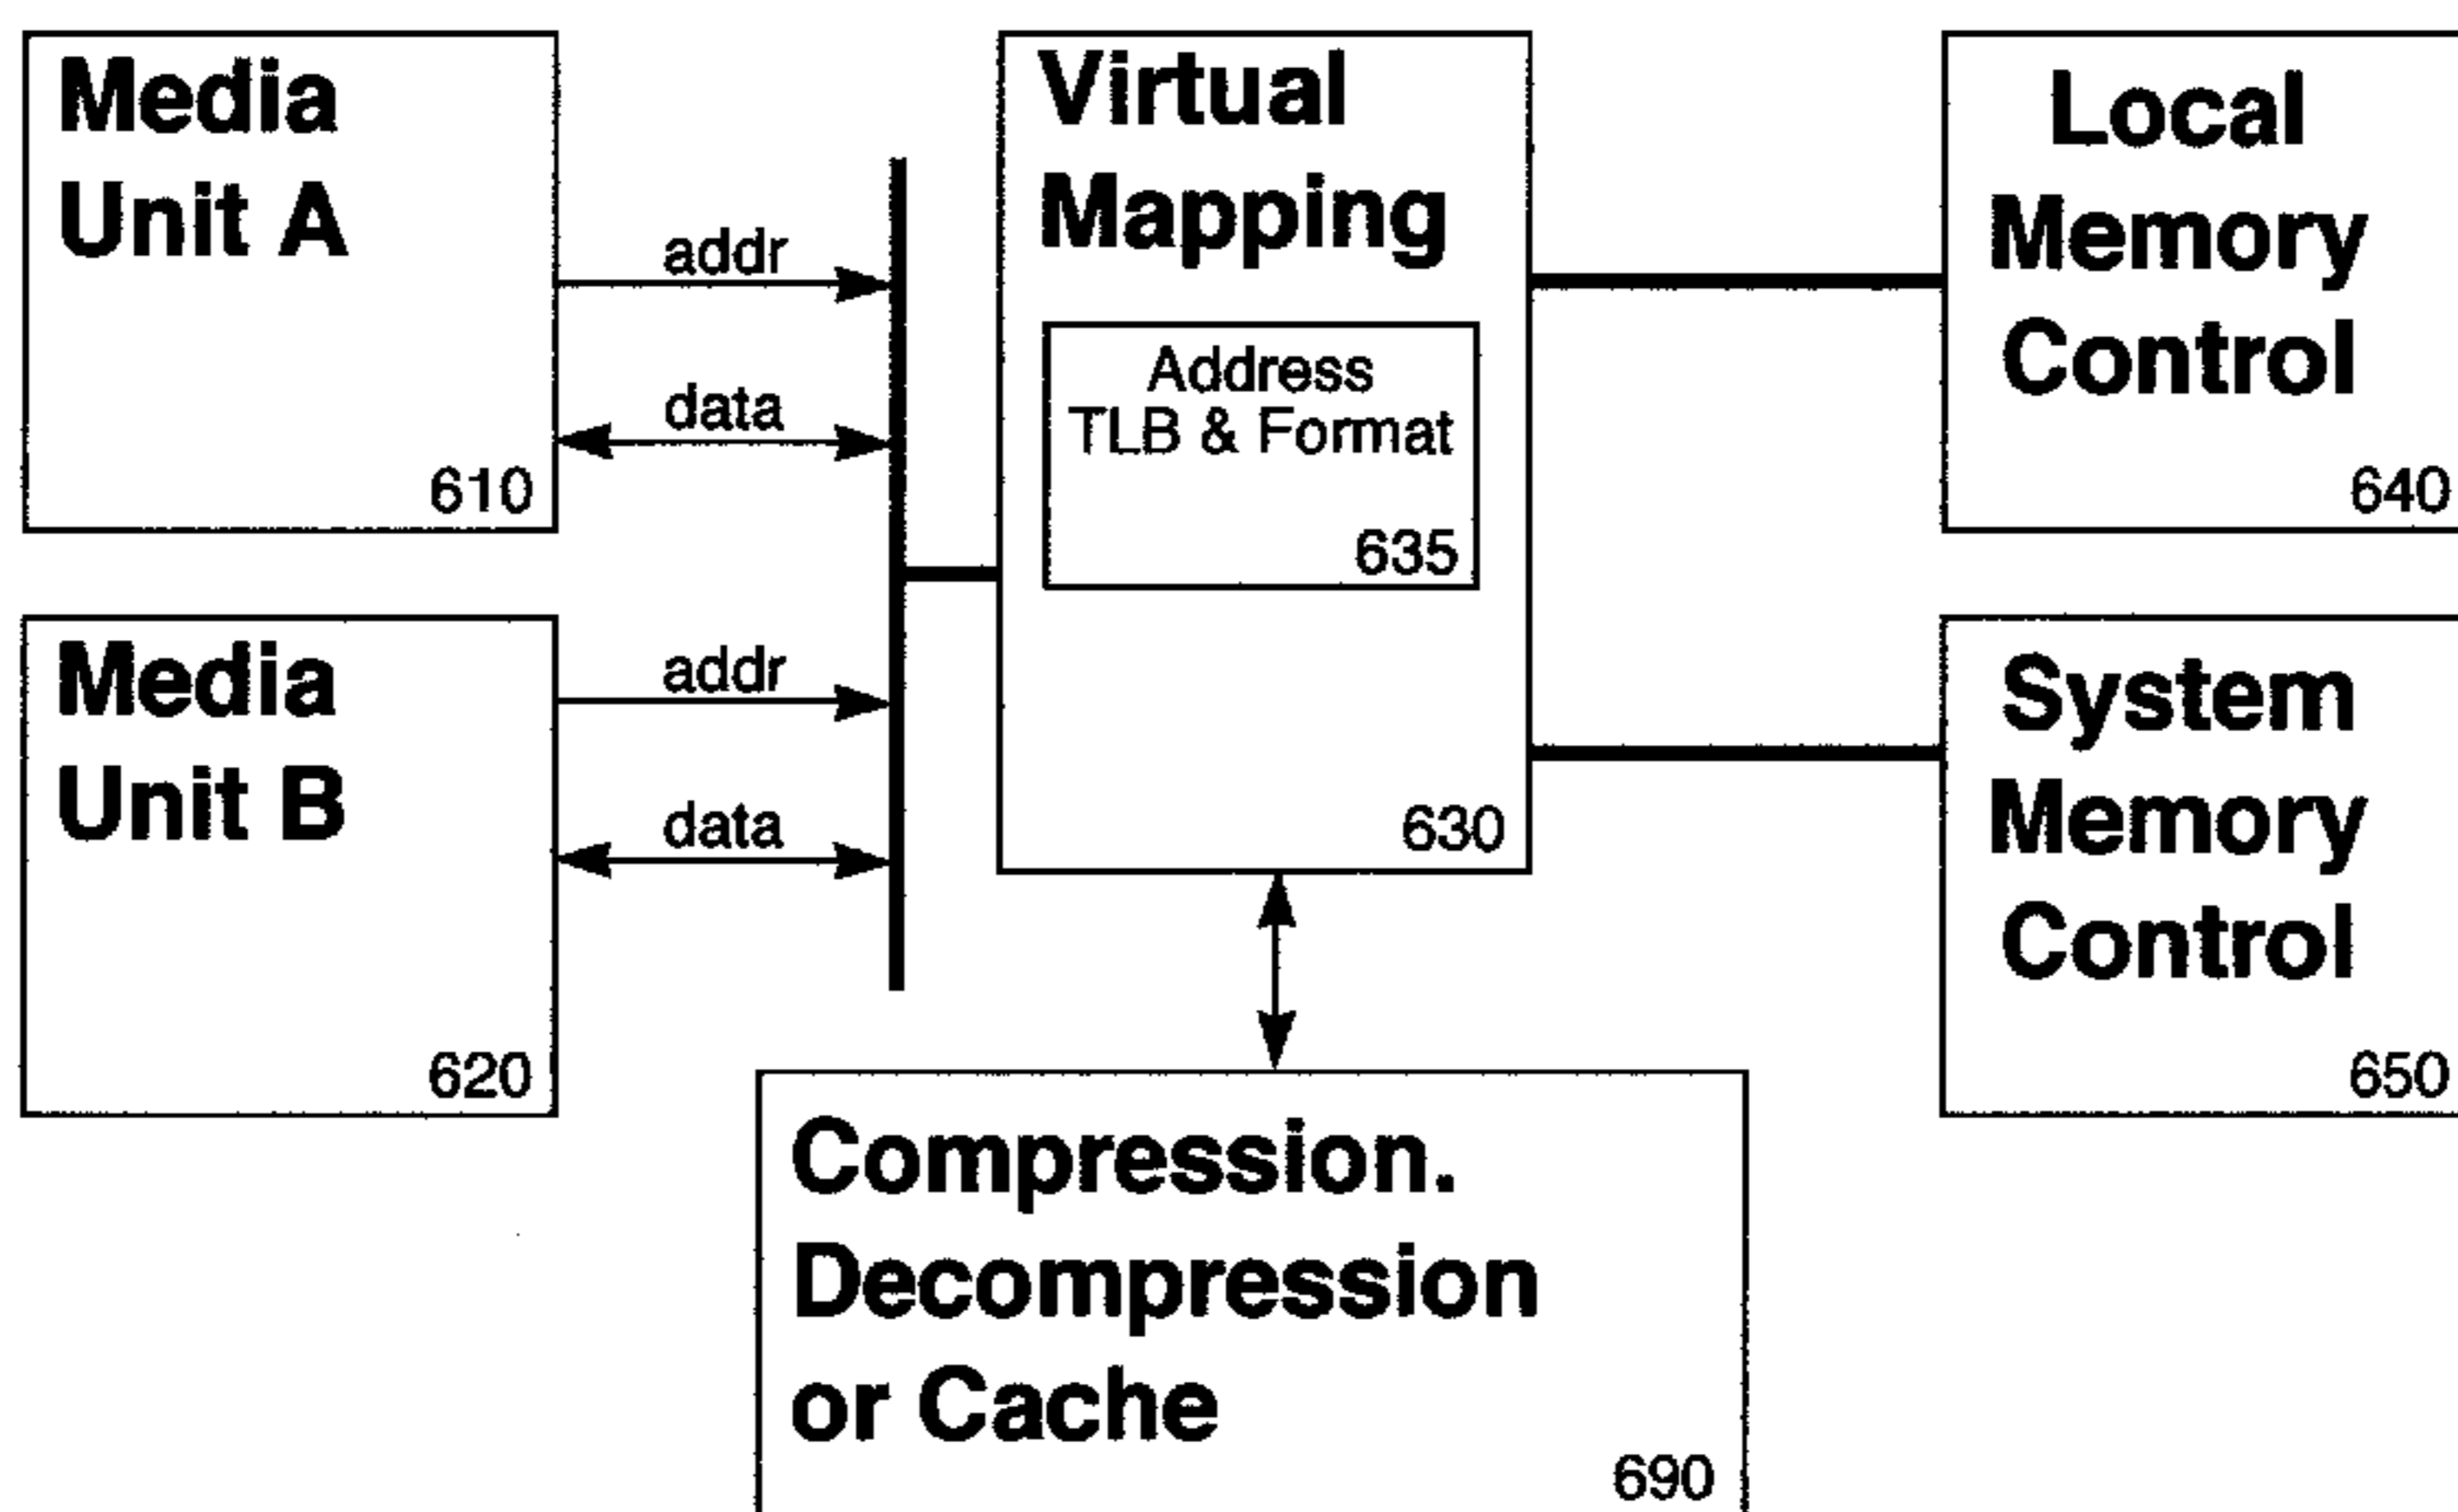 Media
Unit A
610
addr
data
Media
Unit B
620
addr
data
Virtual
Mapping
Address
TLB & Format
635
630
Local
Memory
Control
640
System
Memory
Control
650
Compression.
Decompression
or Cache
690